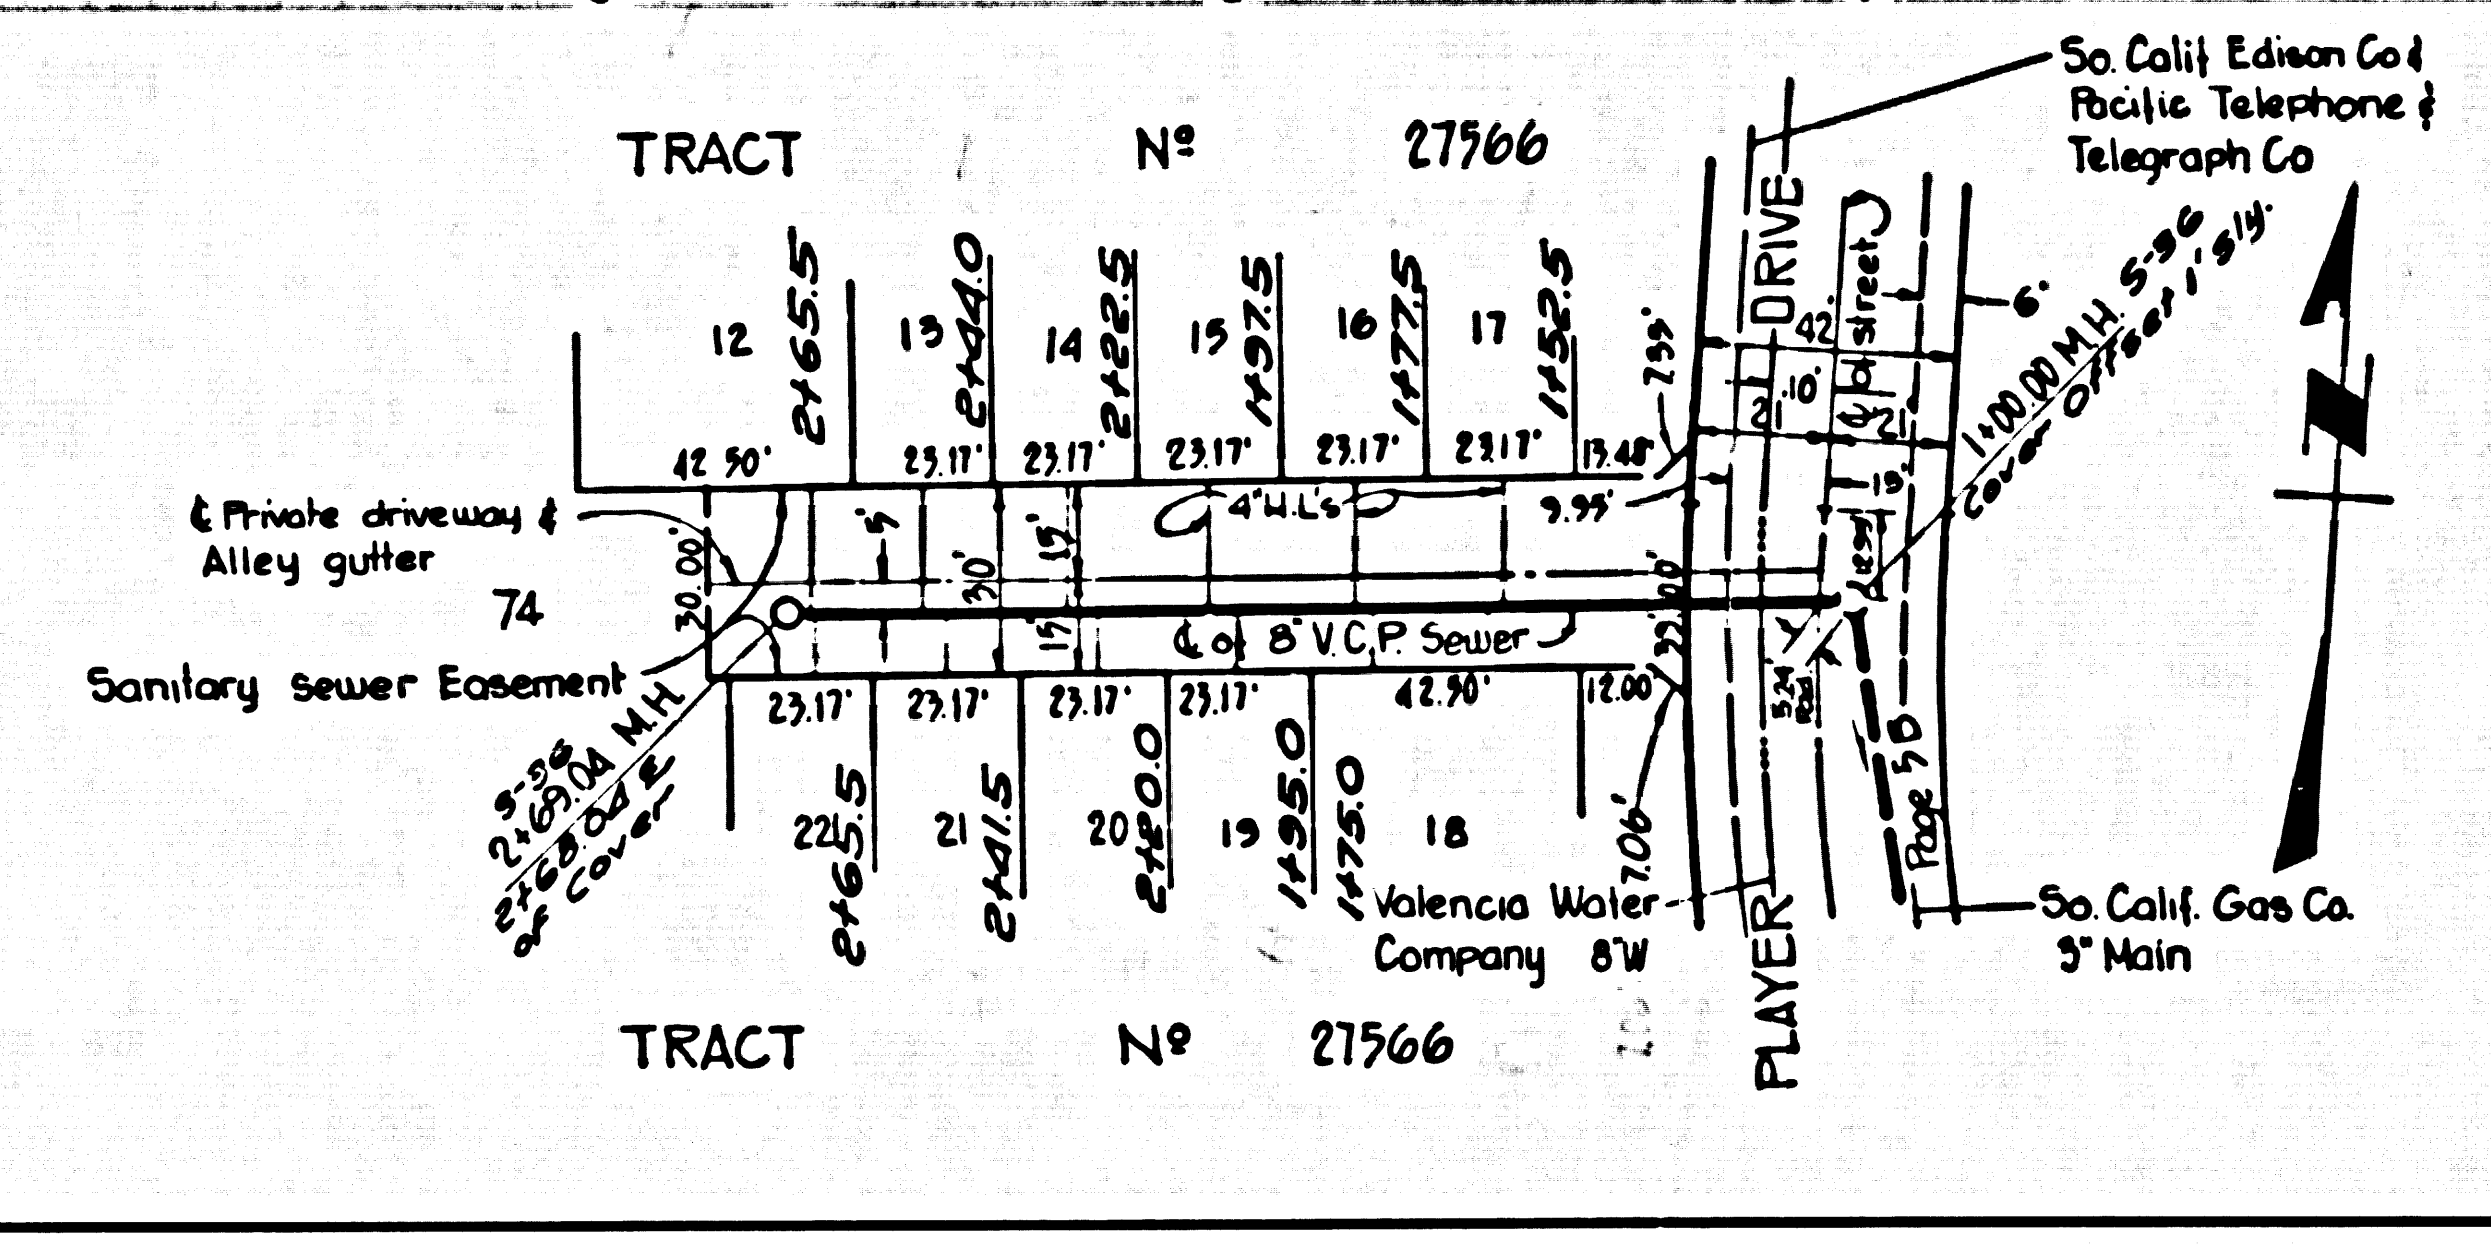 So. Calif Edison Co &
Pacific Telephone &
Telegraph Co
TRACT Nº 27566
DRIVE
street
6'
1+00.00 M.H. 5-36
Cover offset 1' S'ly.
12 13 14 15 16 17
2+65.5 2+44.0 2+22.5 1+97.5 1+77.5 1+52.5
7.99'
42'
10'
21'
21'
42.50' 23.17' 23.17' 23.17' 23.17' 23.17' 13.48'
15'
4" H.L's
9.95'
℄ Private driveway &
Alley gutter
74
30.00'
5'
30'
15'
15'
℄ of 8" V.C.P. Sewer
Sanitary sewer Easement
23.17' 23.17' 23.17' 23.17' 42.50' 12.00'
2+69.04 M.H.
2+68.04 ℄
of Cover
22 21 20 19 18
2+65.5 2+41.5 2+20.0 1+95.0 1+75.0
7.06'
Page 5B
Valencia Water
Company 8"W
So. Calif. Gas Co.
3" Main
PLAYER
TRACT Nº 27566
N